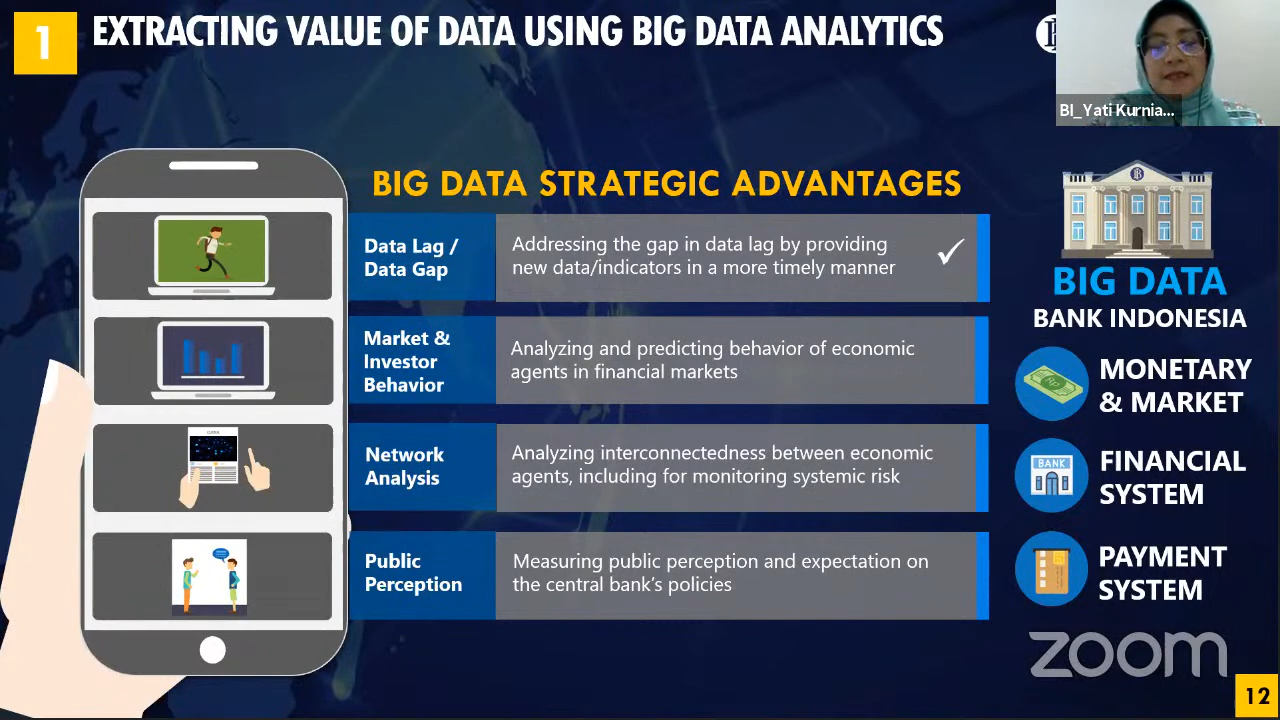 1
EXTRACTING VALUE OF DATA USING BIG DATA ANALYTICS
BI_Yati Kurnia...
BIG DATA STRATEGIC ADVANTAGES
Data Lag /
Data Gap
Addressing the gap in data lag by providing
new data/indicators in a more timely manner
Market &
Investor
Behavior
Analyzing and predicting behavior of economic
agents in financial markets
Network
Analysis
Analyzing interconnectedness between economic
agents, including for monitoring systemic risk
Public
Perception
Measuring public perception and expectation on
the central bank's policies
BIG DATA
BANK INDONESIA
RP
MONETARY
& MARKET
BANK
FINANCIAL
SYSTEM
PAYMENT
SYSTEM
zoom
12